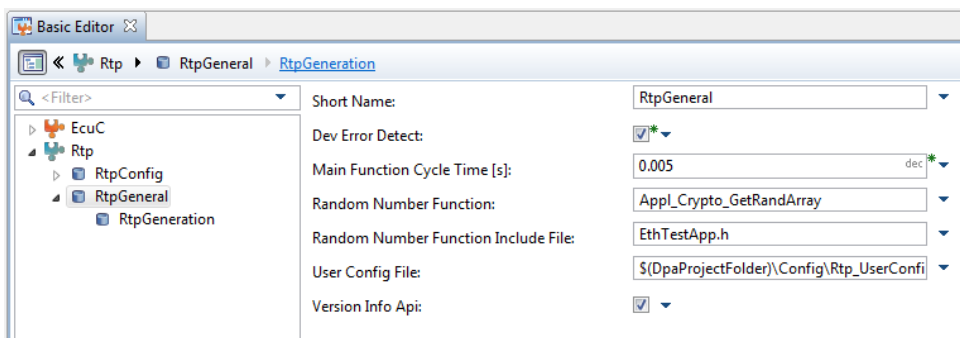 Basic Editor
Rtp RtpGeneral RtpGeneration
<Filter>
EcuC
Rtp
RtpConfig
RtpGeneral
RtpGeneration
Short Name: RtpGeneral
Dev Error Detect: *
Main Function Cycle Time [s]: 0.005 dec *
Random Number Function: Appl_Crypto_GetRandArray
Random Number Function Include File: EthTestApp.h
User Config File: $(DpaProjectFolder)\Config\Rtp_UserConfi
Version Info Api: